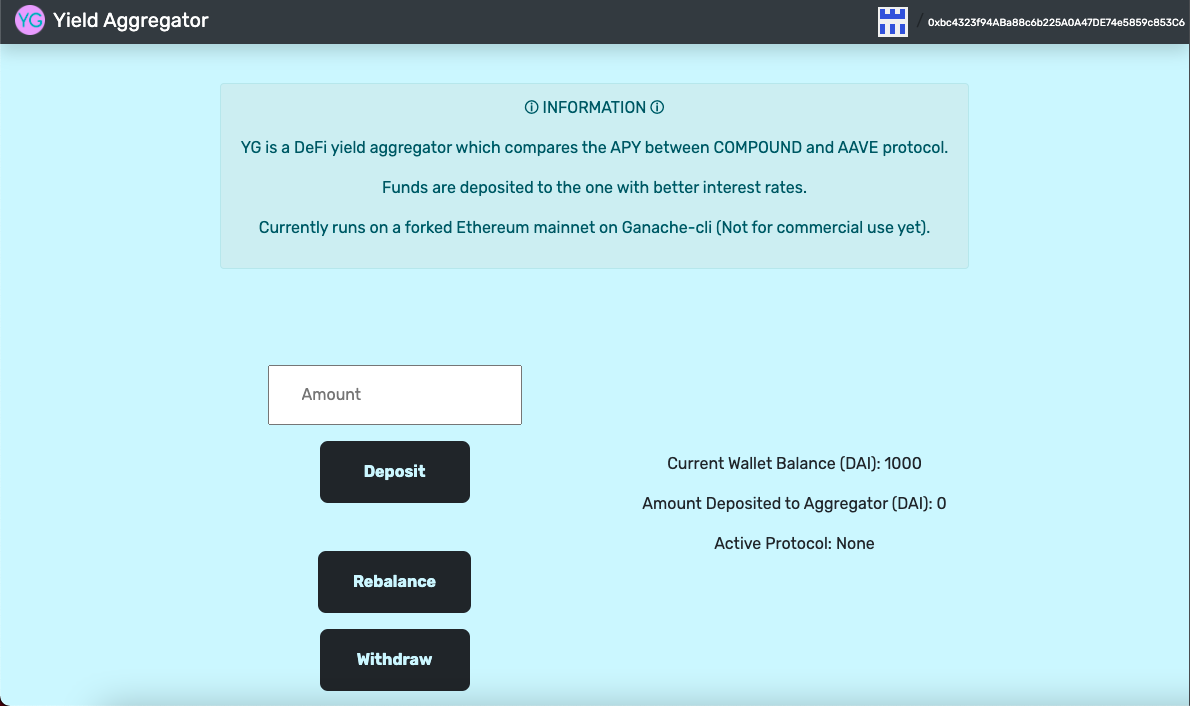 YG Yield Aggregator
/ 0xbc4323f94ABa88c6b225A0A47DE74e5859c853C6
ⓘ INFORMATION ⓘ
YG is a DeFi yield aggregator which compares the APY between COMPOUND and AAVE protocol.
Funds are deposited to the one with better interest rates.
Currently runs on a forked Ethereum mainnet on Ganache-cli (Not for commercial use yet).
Amount
Deposit
Rebalance
Withdraw
Current Wallet Balance (DAI): 1000
Amount Deposited to Aggregator (DAI): 0
Active Protocol: None